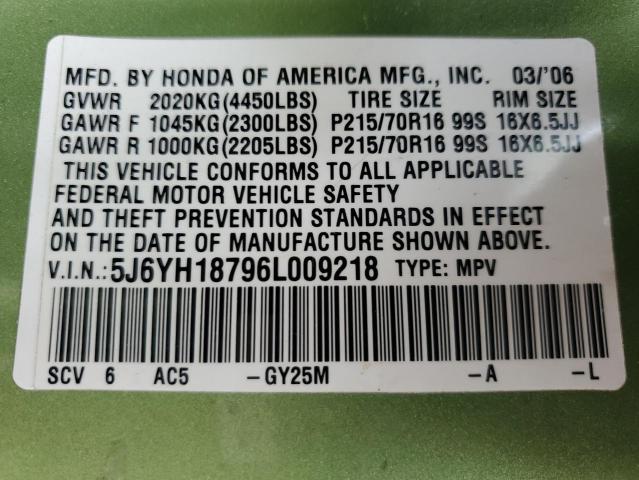 MFD. BY HONDA OF AMERICA MFG., INC. 03/'06
GVWR 2020KG(4450LBS) TIRE SIZE RIM SIZE
GAWR F 1045KG(2300LBS) P215/70R16 99S 16X6.5JJ
GAWR R 1000KG(2205LBS) P215/70R16 99S 16X6.5JJ
THIS VEHICLE CONFORMS TO ALL APPLICABLE
FEDERAL MOTOR VEHICLE SAFETY
AND THEFT PREVENTION STANDARDS IN EFFECT
ON THE DATE OF MANUFACTURE SHOWN ABOVE.
V.I.N.:5J6YH18796L009218 TYPE: MPV
SCV 6 AC5 -GY25M -A -L